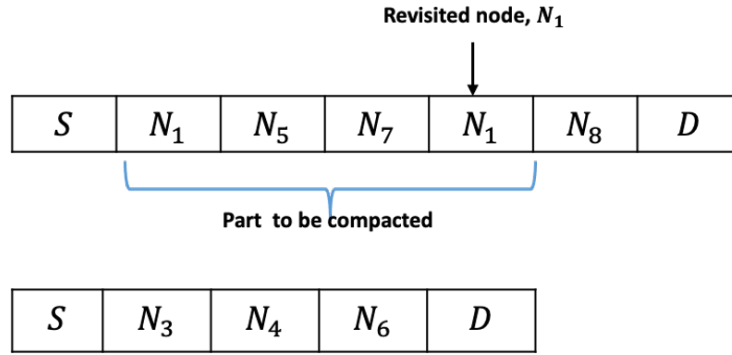 Revisited node, N₁
S N₁ N₅ N₇ N₁ N₈ D
Part to be compacted
S N₃ N₄ N₆ D